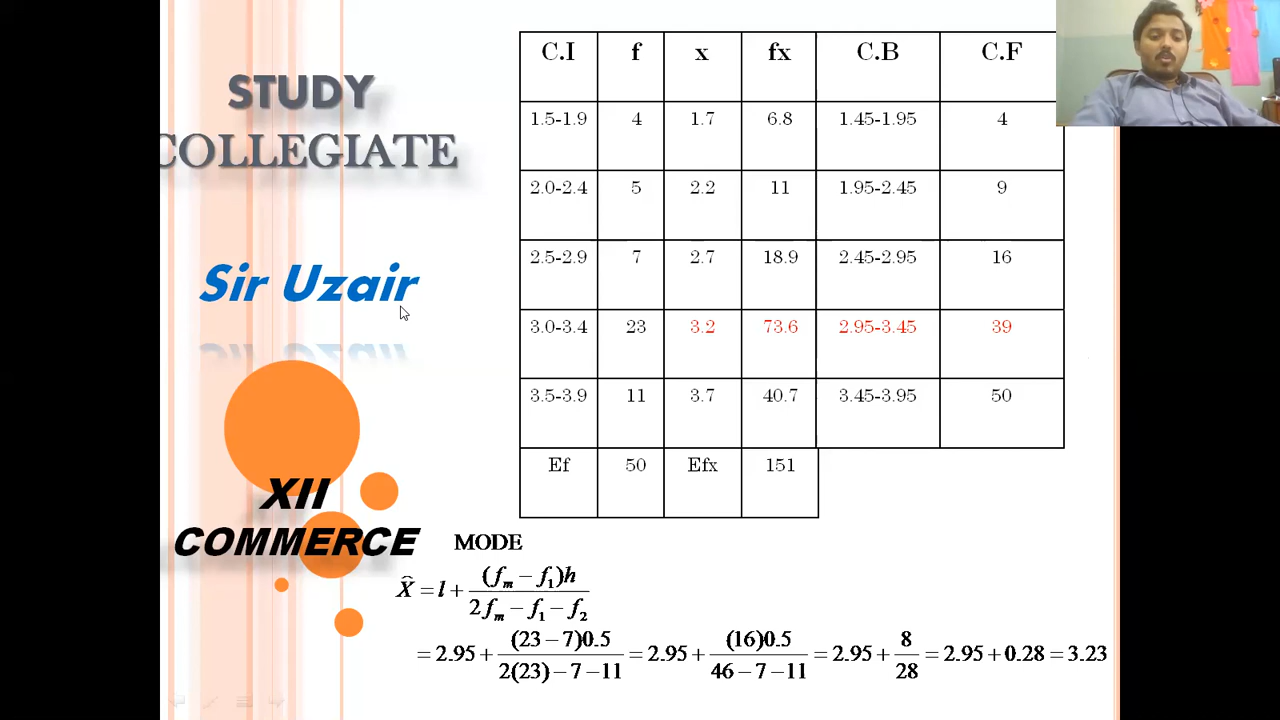 STUDY
COLLEGIATE
Sir Uzair
XII
COMMERCE
C.I f x fx C.B C.F
1.5-1.9 4 1.7 6.8 1.45-1.95 4
2.0-2.4 5 2.2 11 1.95-2.45 9
2.5-2.9 7 2.7 18.9 2.45-2.95 16
3.0-3.4 23 3.2 73.6 2.95-3.45 39
3.5-3.9 11 3.7 40.7 3.45-3.95 50
Ef 50 Efx 151
MODE
X̂ = l + (fₘ − f₁)h / 2fₘ − f₁ − f₂
= 2.95 + (23 − 7)0.5 / 2(23) − 7 − 11 = 2.95 + (16)0.5 / 46 − 7 − 11 = 2.95 + 8 / 28 = 2.95 + 0.28 = 3.23